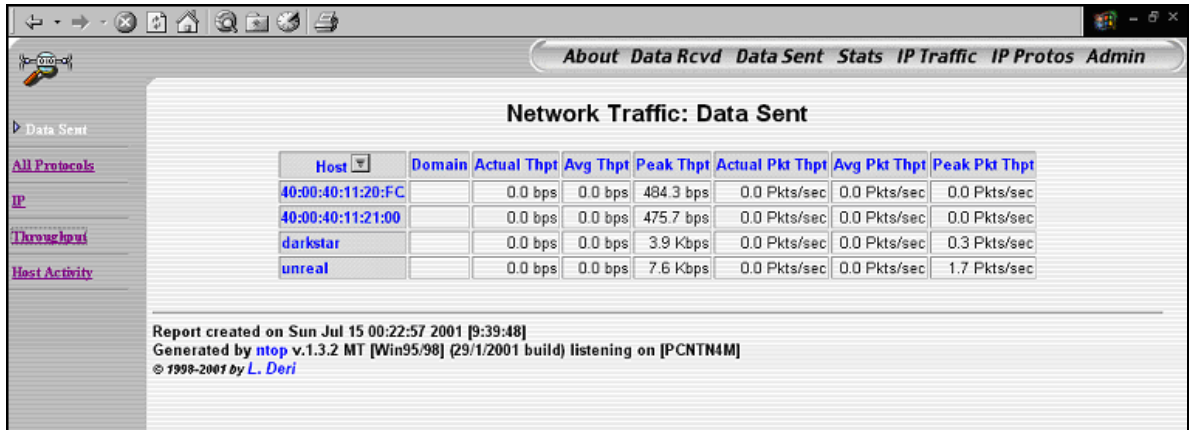 About Data Rcvd Data Sent Stats IP Traffic IP Protos Admin
Data Sent
All Protocols
IP
Throughput
Host Activity
Network Traffic: Data Sent
Host Domain Actual Thpt Avg Thpt Peak Thpt Actual Pkt Thpt Avg Pkt Thpt Peak Pkt Thpt
40:00:40:11:20:FC 0.0 bps 0.0 bps 484.3 bps 0.0 Pkts/sec 0.0 Pkts/sec 0.0 Pkts/sec
40:00:40:11:21:00 0.0 bps 0.0 bps 475.7 bps 0.0 Pkts/sec 0.0 Pkts/sec 0.0 Pkts/sec
darkstar 0.0 bps 0.0 bps 3.9 Kbps 0.0 Pkts/sec 0.0 Pkts/sec 0.3 Pkts/sec
unreal 0.0 bps 0.0 bps 7.6 Kbps 0.0 Pkts/sec 0.0 Pkts/sec 1.7 Pkts/sec
Report created on Sun Jul 15 00:22:57 2001 [9:39:48]
Generated by ntop v.1.3.2 MT [Win95/98] (29/1/2001 build) listening on [PCNTN4M]
© 1998-2001 by L. Deri